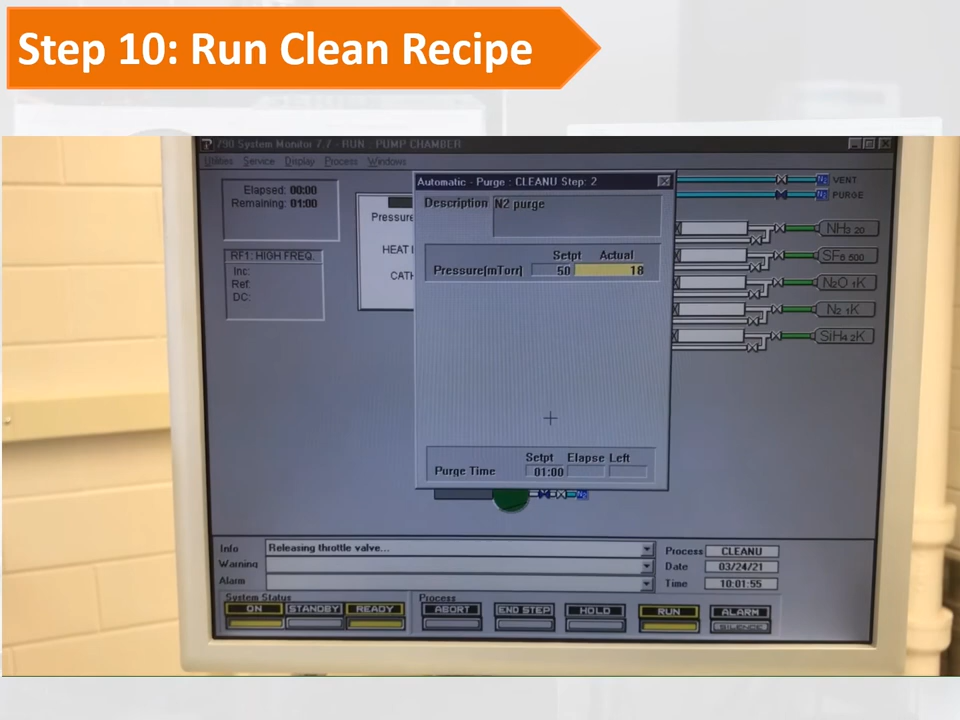 Step 10: Run Clean Recipe
790 System Monitor 7.7 - RUN : PUMP CHAMBER
Utilities Service Display Process Windows
Elapsed: 00:00
Remaining: 01:00
RF1: HIGH FREQ.
Inc:
Ref:
DC:
Pressure
HEAT
CATH
Automatic - Purge : CLEANU Step: 2
Description N2 purge
Setpt Actual
Pressure[mTorr] 50 18
Setpt Elapse Left
Purge Time 01:00
VENT
PURGE
NH3 20
SF6 500
N2O 1K
N2 1K
SiH4 2K
Info Releasing throttle valve...
Warning
Alarm
Process CLEANU
Date 03/24/21
Time 10:01:55
System Status
ON STANDBY READY
Process
ABORT END STEP HOLD RUN ALARM
SILENCE